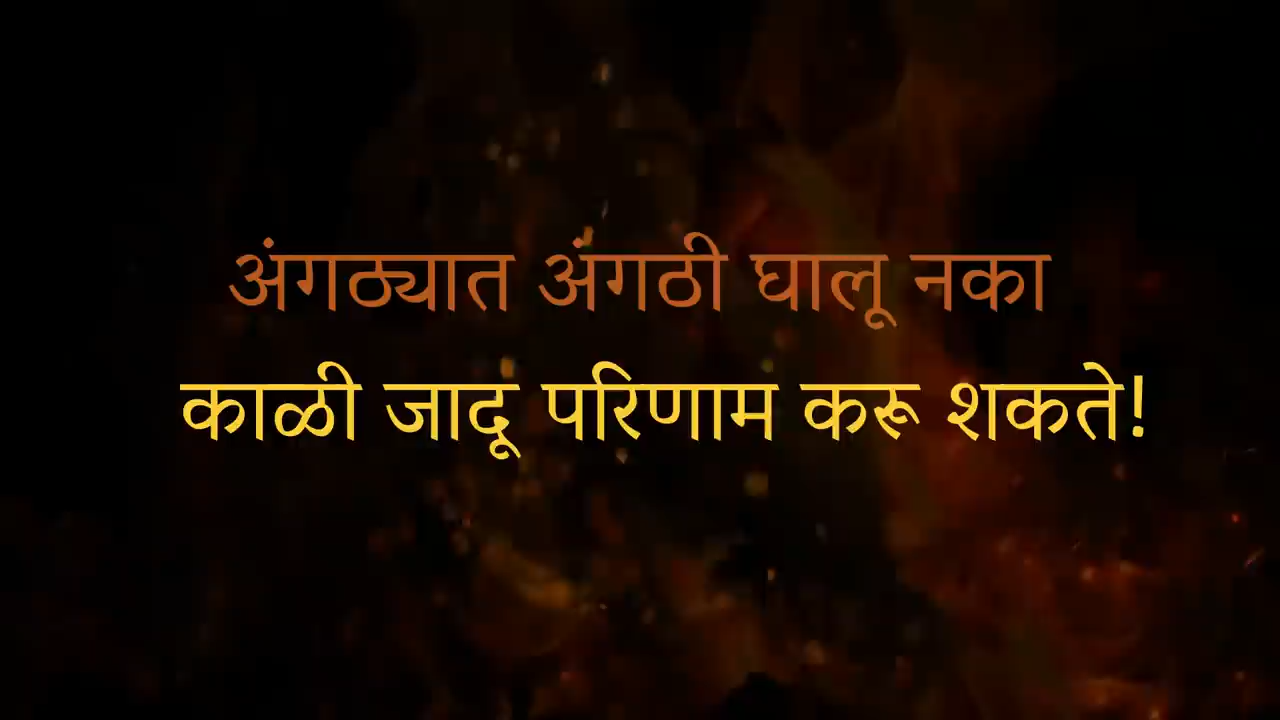 अंगठ्यात अंगठी घालू नका
काळी जादू परिणाम करू शकते!